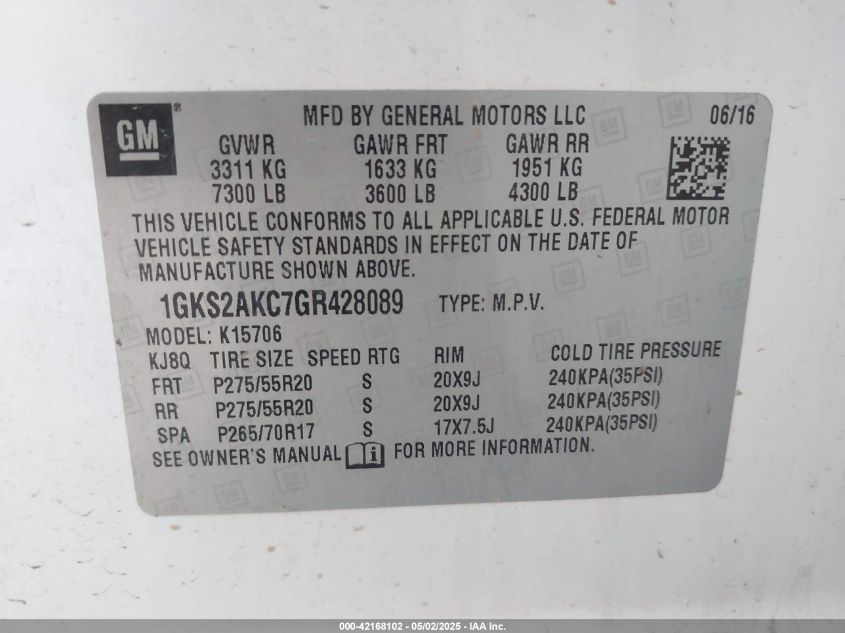 GM®
MFD BY GENERAL MOTORS LLC 06/16
GVWR GAWR FRT GAWR RR
3311 KG 1633 KG 1951 KG
7300 LB 3600 LB 4300 LB
THIS VEHICLE CONFORMS TO ALL APPLICABLE U.S. FEDERAL MOTOR
VEHICLE SAFETY STANDARDS IN EFFECT ON THE DATE OF
MANUFACTURE SHOWN ABOVE.
1GKS2AKC7GR428089 TYPE: M.P.V.
MODEL: K15706
KJ8Q TIRE SIZE SPEED RTG RIM COLD TIRE PRESSURE
FRT P275/55R20 S 20X9J 240KPA(35PSI)
RR P275/55R20 S 20X9J 240KPA(35PSI)
SPA P265/70R17 S 17X7.5J 240KPA(35PSI)
SEE OWNER'S MANUAL i FOR MORE INFORMATION.
000-42168102 - 05/02/2025 - IAA Inc.